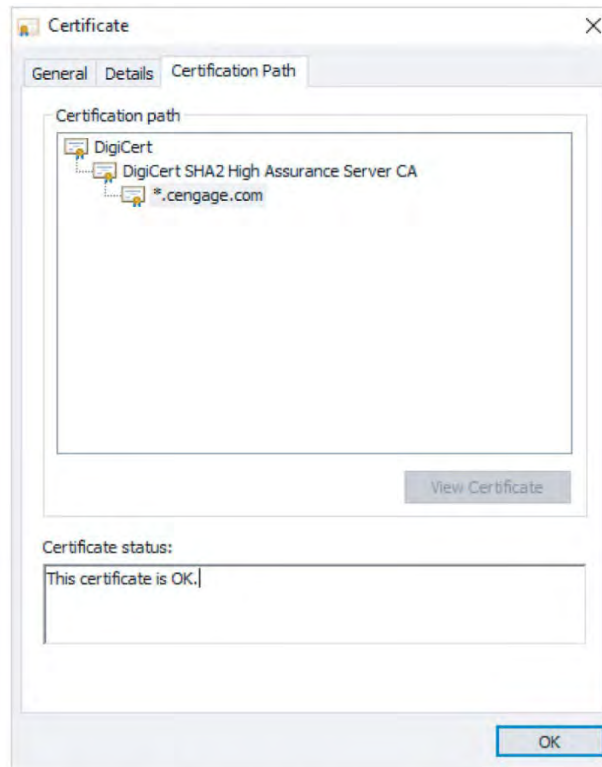 Certificate
General Details Certification Path
Certification path
DigiCert
DigiCert SHA2 High Assurance Server CA
*.cengage.com
View Certificate
Certificate status:
This certificate is OK.
OK